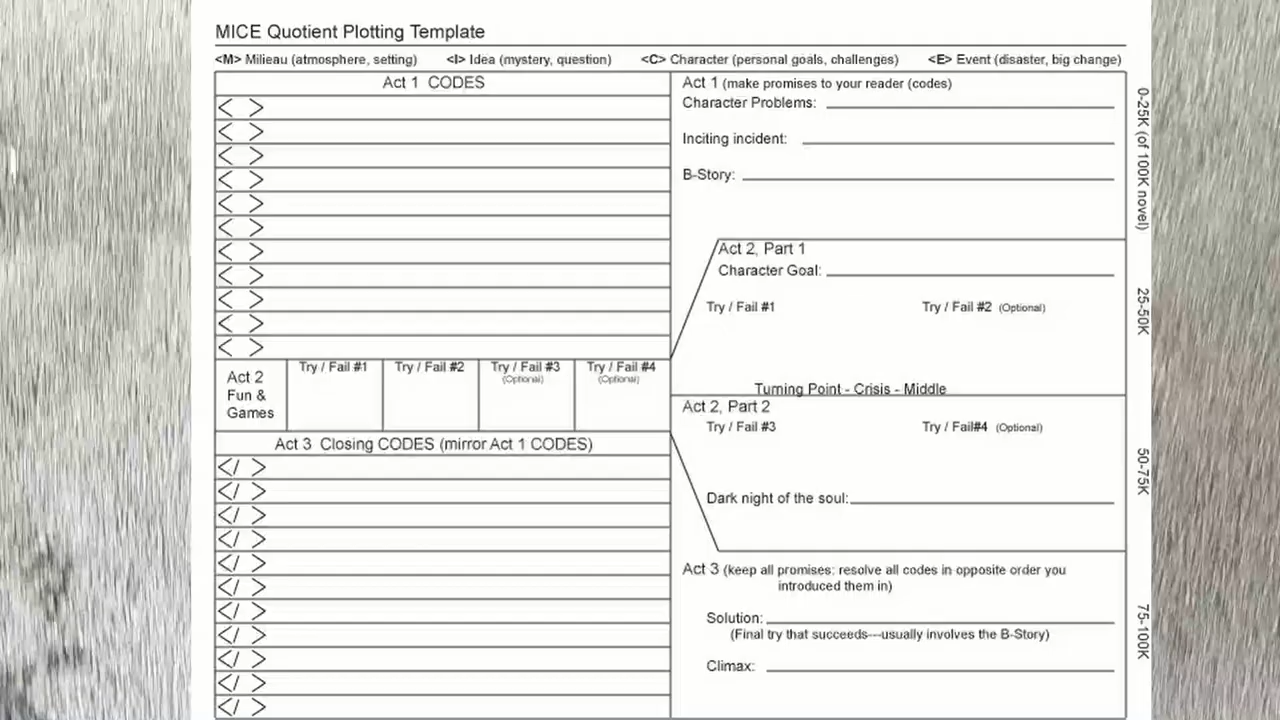 MICE Quotient Plotting Template
<M> Milieau (atmosphere, setting) <I> Idea (mystery, question) <C> Character (personal goals, challenges) <E> Event (disaster, big change)
Act 1 CODES
< >
< >
< >
< >
< >
< >
< >
< >
< >
< >
< >
Act 2
Fun &
Games
Try / Fail #1
Try / Fail #2
Try / Fail #3
(Optional)
Try / Fail #4
(Optional)
Act 3 Closing CODES (mirror Act 1 CODES)
</ >
</ >
</ >
</ >
</ >
</ >
</ >
</ >
</ >
</ >
</ >
Act 1 (make promises to your reader (codes)
Character Problems:
Inciting incident:
B-Story:
Act 2, Part 1
Character Goal:
Try / Fail #1 Try / Fail #2 (Optional)
Turning Point - Crisis - Middle
Act 2, Part 2
Try / Fail #3 Try / Fail#4 (Optional)
Dark night of the soul:
Act 3 (keep all promises; resolve all codes in opposite order you
introduced them in)
Solution:
(Final try that succeeds---usually involves the B-Story)
Climax:
0-25K (of 100K novel)
25-50K
50-75K
75-100K